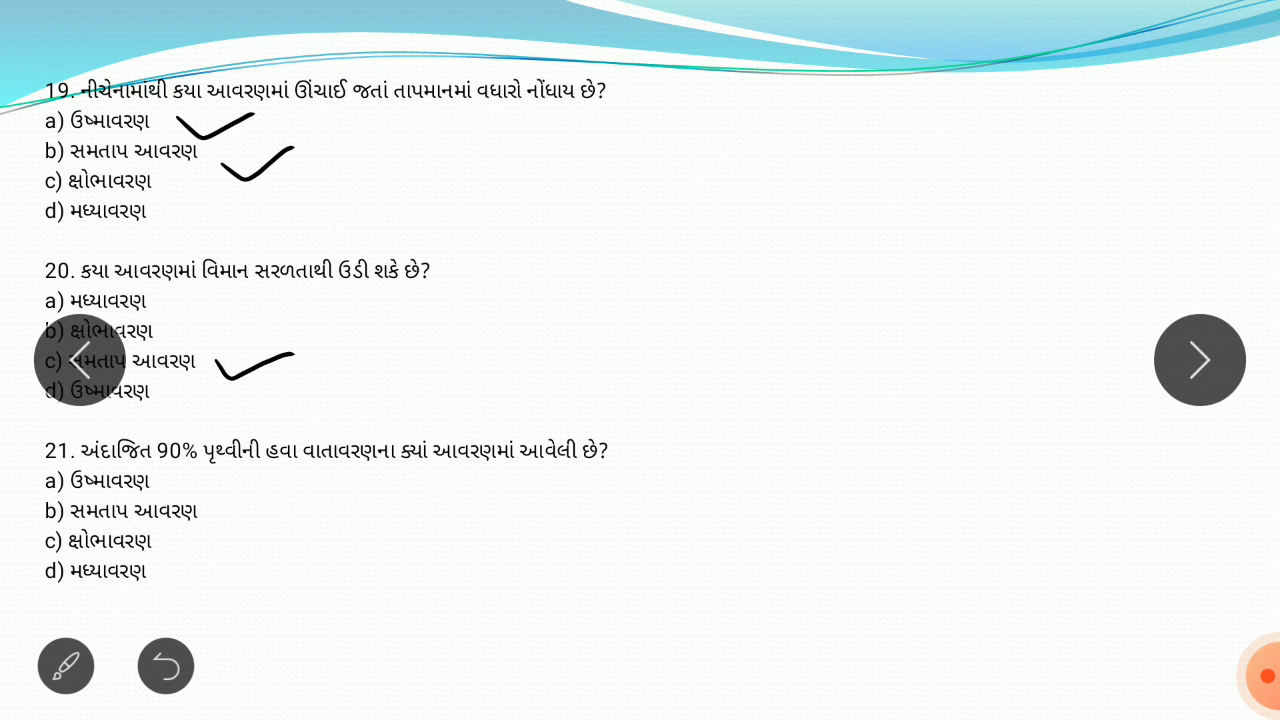 19. નીચેનામાંથી કયા આવરણમાં ઊંચાઈ જતાં તાપમાનમાં વધારો નોંધાય છે?
a) ઉષ્માવરણ
b) સમતાપ આવરણ
c) ક્ષોભાવરણ
d) મધ્યાવરણ
20. કયા આવરણમાં વિમાન સરળતાથી ઉડી શકે છે?
a) મધ્યાવરણ
b) ક્ષોભાવરણ
c) સમતાપ આવરણ
d) ઉષ્માવરણ
21. અંદાજિત 90% પૃથ્વીની હવા વાતાવરણના ક્યાં આવરણમાં આવેલી છે?
a) ઉષ્માવરણ
b) સમતાપ આવરણ
c) ક્ષોભાવરણ
d) મધ્યાવરણ